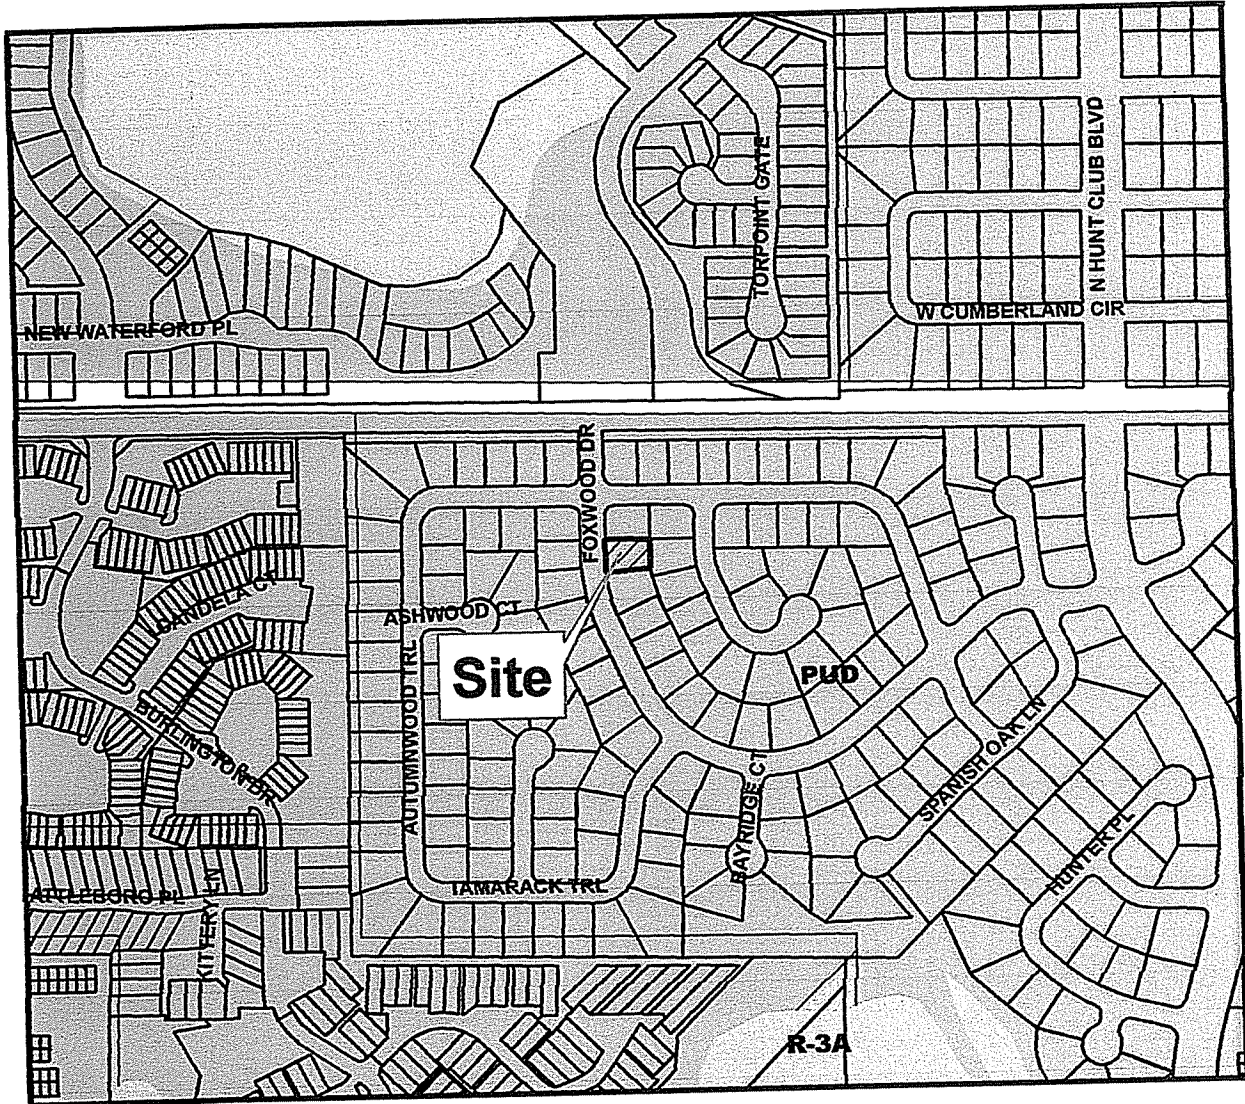 N HUNT CLUB BLVD
TORPOINT GATE
W CUMBERLAND CIR
NEW WATERFORD PL
FOXWOOD DR
CANDELA CT
ASHWOOD CT
Site
PUD
AUTUMNWOOD TRL
BURLINGTON DR
SPANISH OAK LN
BAYRIDGE CT
HUNTER PL
TAMARACK TRL
ATTLEBORO PL
KITTERY LN
R-3A